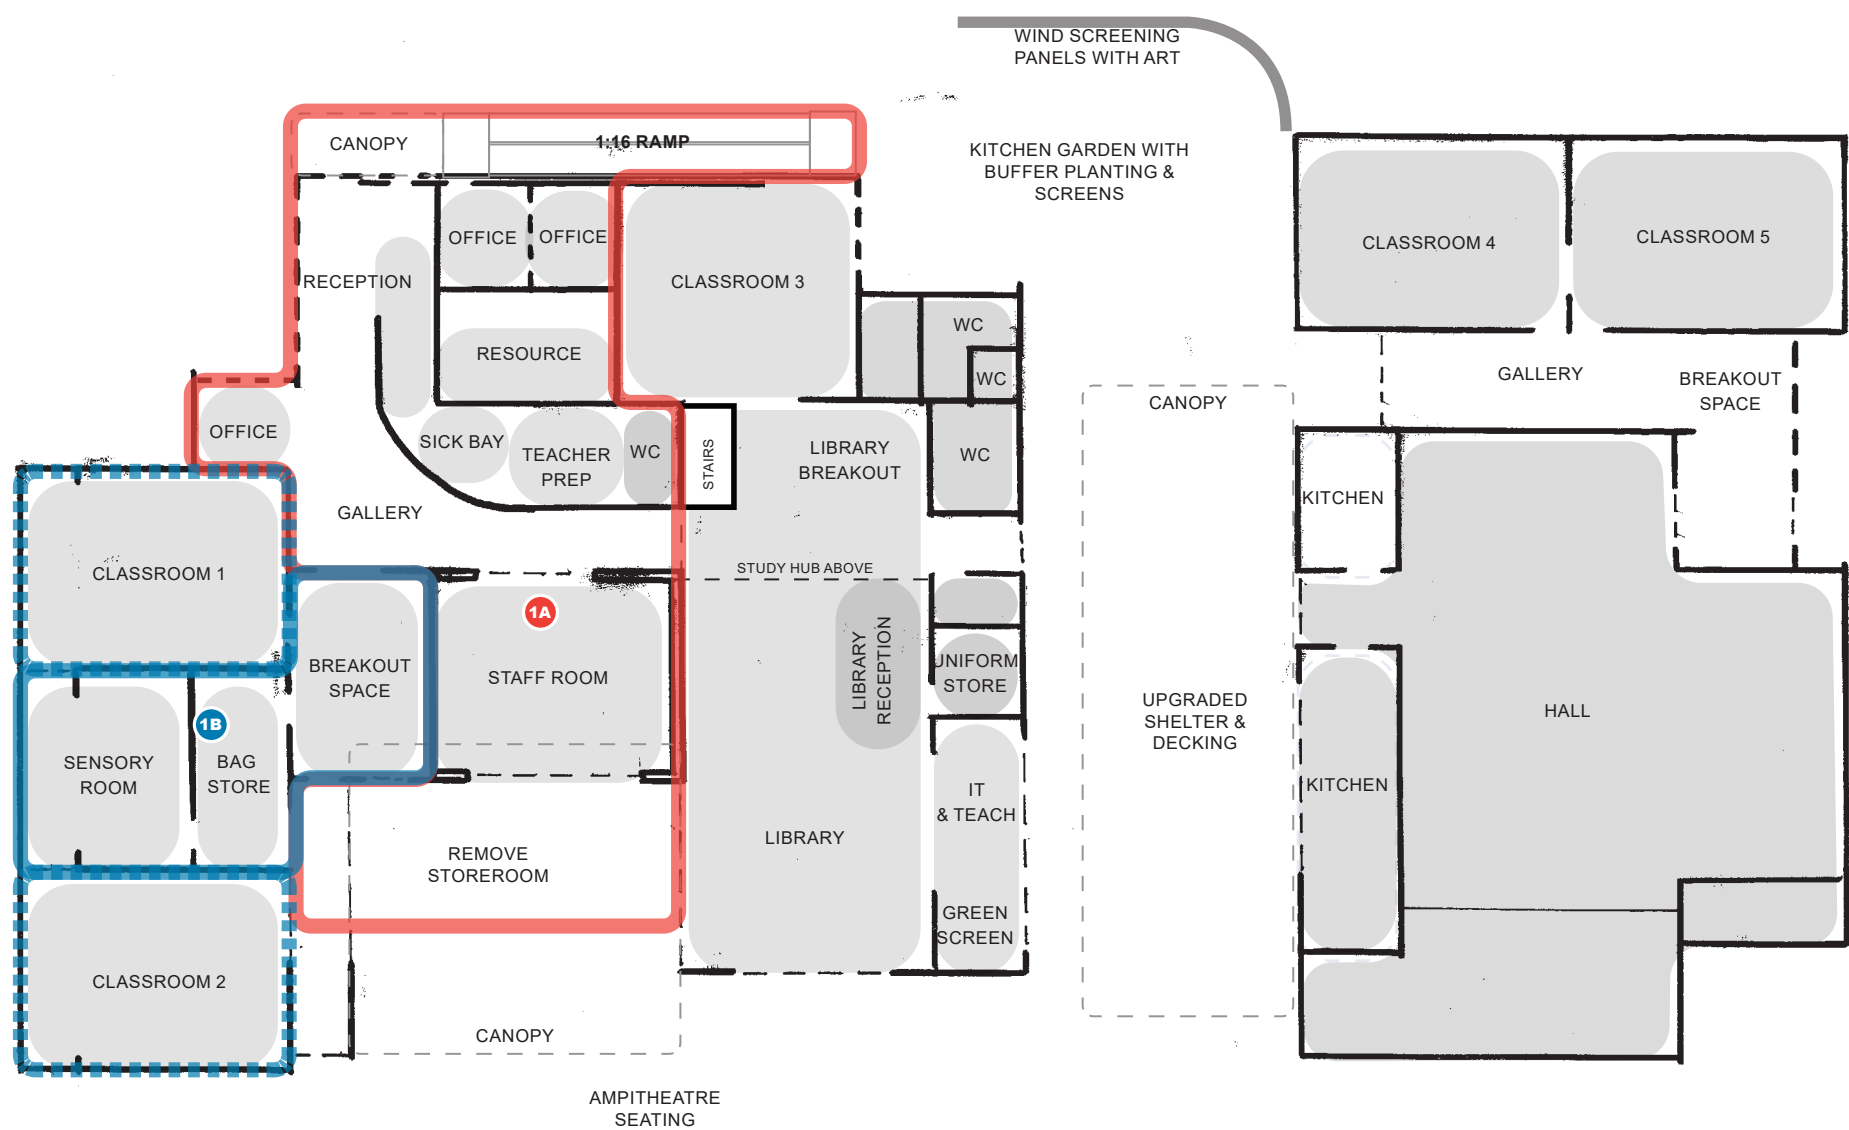 WIND SCREENING
PANELS WITH ART
CANOPY
1:16 RAMP
KITCHEN GARDEN WITH
BUFFER PLANTING &
SCREENS
OFFICE
OFFICE
RECEPTION
CLASSROOM 3
CLASSROOM 4
CLASSROOM 5
WC
RESOURCE
WC
GALLERY
BREAKOUT
SPACE
CANOPY
OFFICE
SICK BAY
TEACHER
PREP
WC
STAIRS
LIBRARY
BREAKOUT
WC
KITCHEN
GALLERY
CLASSROOM 1
STUDY HUB ABOVE
1A
BREAKOUT
SPACE
STAFF ROOM
LIBRARY
RECEPTION
UNIFORM
STORE
UPGRADED
SHELTER &
DECKING
HALL
1B
SENSORY
ROOM
BAG
STORE
IT
& TEACH
KITCHEN
LIBRARY
REMOVE
STOREROOM
GREEN
SCREEN
CLASSROOM 2
CANOPY
AMPITHEATRE
SEATING